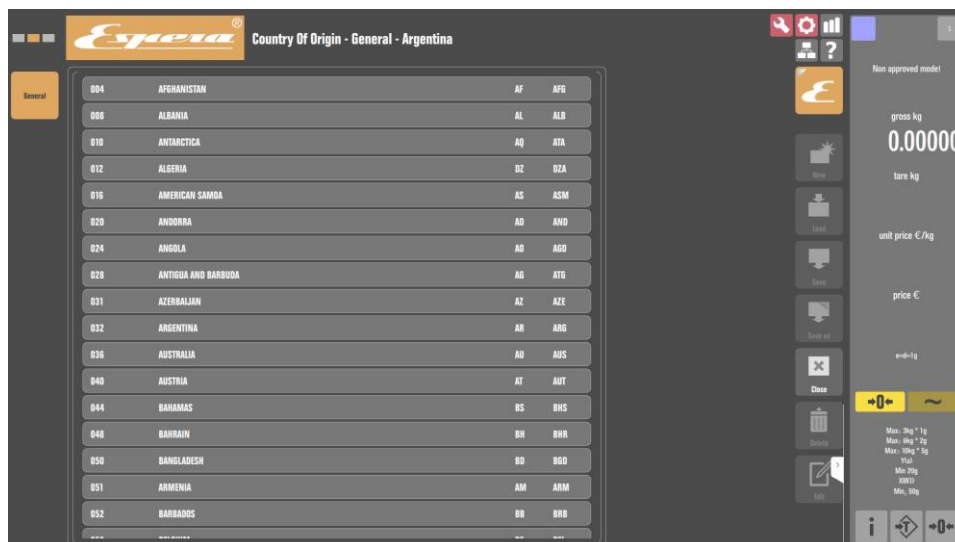 Espera®
Country Of Origin - General - Argentina
?
1
General
Non approved mode!
gross kg
0.00000
tare kg
unit price €/kg
price €
e=d=1g
004 AFGHANISTAN AF AFG
008 ALBANIA AL ALB
010 ANTARCTICA AQ ATA
012 ALGERIA DZ DZA
016 AMERICAN SAMOA AS ASM
020 ANDORRA AD AND
024 ANGOLA AO AGO
028 ANTIGUA AND BARBUDA AG ATG
031 AZERBAIJAN AZ AZE
032 ARGENTINA AR ARG
036 AUSTRALIA AU AUS
040 AUSTRIA AT AUT
044 BAHAMAS BS BHS
048 BAHRAIN BH BHR
050 BANGLADESH BD BGD
051 ARMENIA AM ARM
052 BARBADOS BB BRB
New
Load
Save
Save as
Close
Delete
Edit
0
Max: 3kg * 1g
Max: 6kg * 2g
Max: 10kg * 5g
Y(a)
Min 20g
Min, 50g
i
T
0